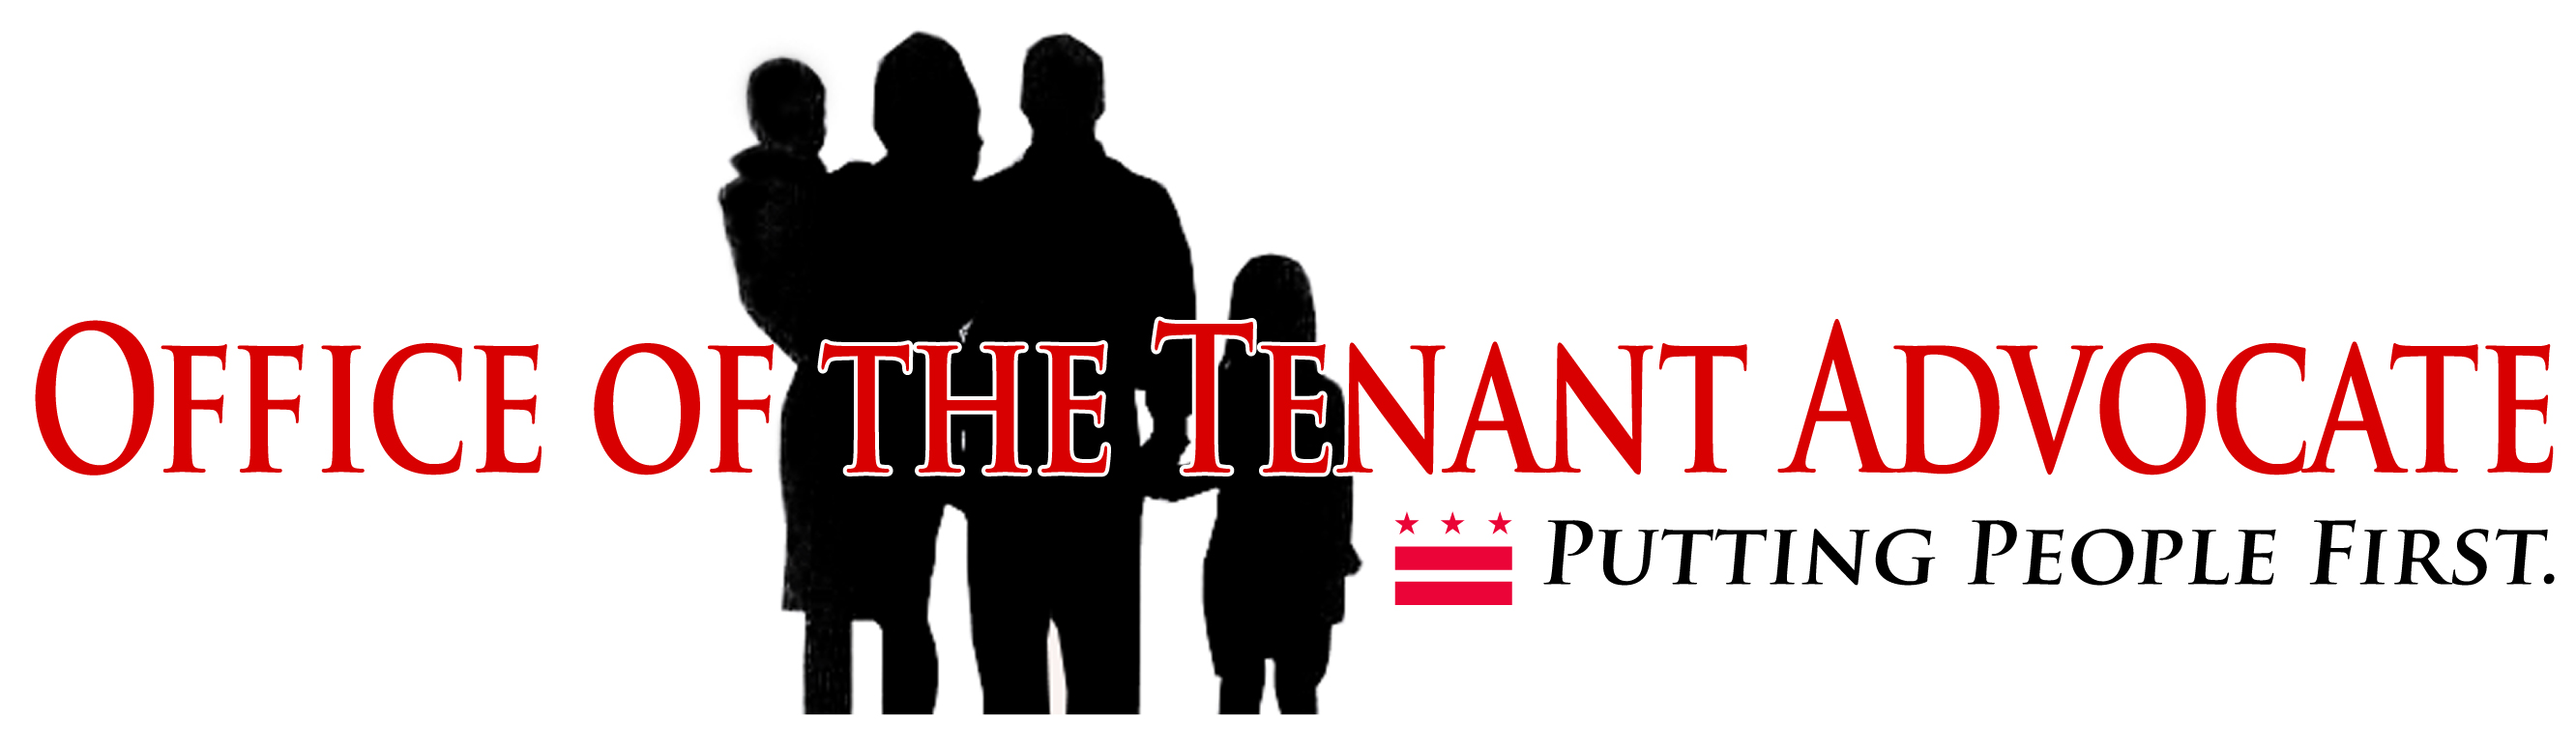 Office of the Tenant Advocate
Putting People First.